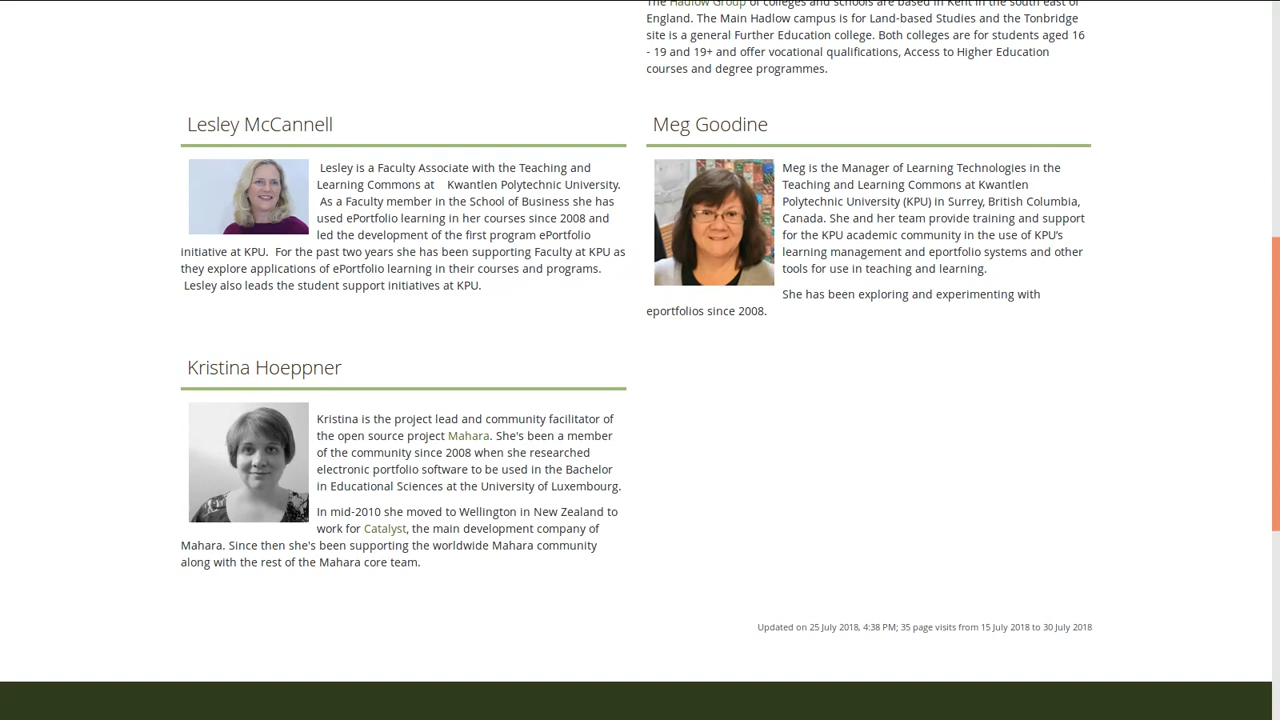 The Hadlow Group of colleges and schools are based in Kent in the south east of
England. The Main Hadlow campus is for Land-based Studies and the Tonbridge
site is a general Further Education college. Both colleges are for students aged 16
- 19 and 19+ and offer vocational qualifications, Access to Higher Education
courses and degree programmes.
Lesley McCannell
Lesley is a Faculty Associate with the Teaching and
Learning Commons at Kwantlen Polytechnic University.
As a Faculty member in the School of Business she has
used ePortfolio learning in her courses since 2008 and
led the development of the first program ePortfolio
initiative at KPU. For the past two years she has been supporting Faculty at KPU as
they explore applications of ePortfolio learning in their courses and programs.
Lesley also leads the student support initiatives at KPU.
Meg Goodine
Meg is the Manager of Learning Technologies in the
Teaching and Learning Commons at Kwantlen
Polytechnic University (KPU) in Surrey, British Columbia,
Canada. She and her team provide training and support
for the KPU academic community in the use of KPU's
learning management and eportfolio systems and other
tools for use in teaching and learning.
She has been exploring and experimenting with
eportfolios since 2008.
Kristina Hoeppner
Kristina is the project lead and community facilitator of
the open source project Mahara. She's been a member
of the community since 2008 when she researched
electronic portfolio software to be used in the Bachelor
in Educational Sciences at the University of Luxembourg.
In mid-2010 she moved to Wellington in New Zealand to
work for Catalyst, the main development company of
Mahara. Since then she's been supporting the worldwide Mahara community
along with the rest of the Mahara core team.
Updated on 25 July 2018, 4:38 PM; 35 page visits from 15 July 2018 to 30 July 2018